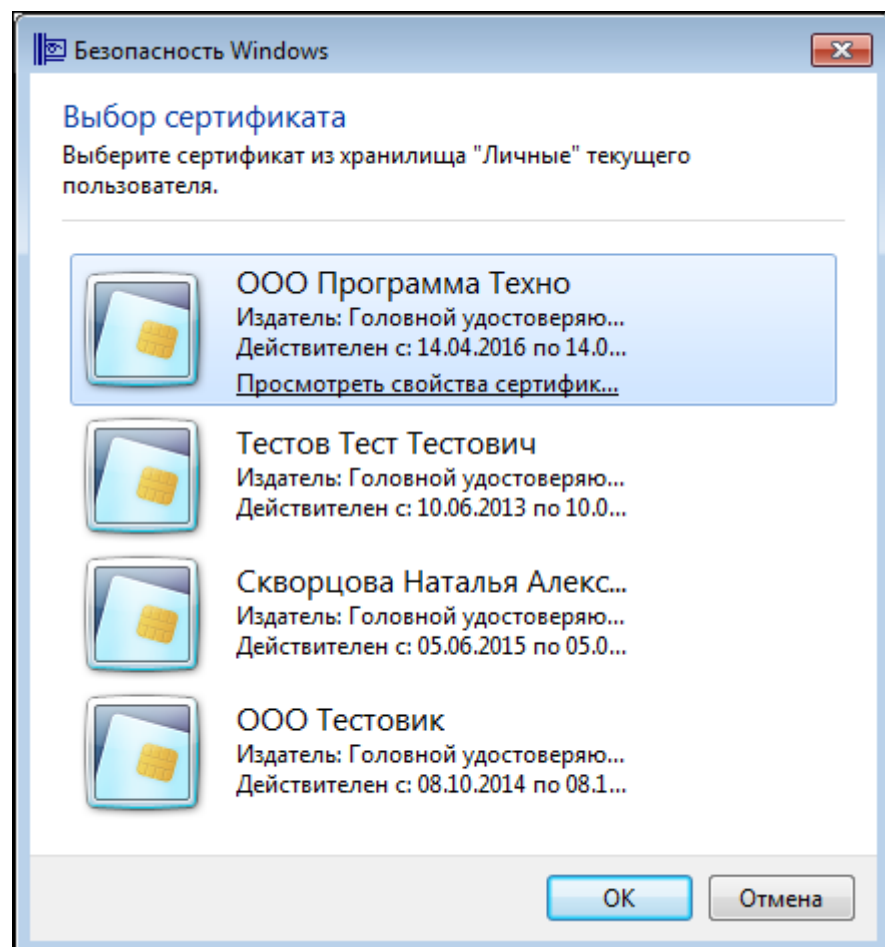 Безопасность Windows
Выбор сертификата
Выберите сертификат из хранилища "Личные" текущего
пользователя.
ООО Программа Техно
Издатель: Головной удостоверяю...
Действителен с: 14.04.2016 по 14.0...
Просмотреть свойства сертифик...
Тестов Тест Тестович
Издатель: Головной удостоверяю...
Действителен с: 10.06.2013 по 10.0...
Скворцова Наталья Алекс...
Издатель: Головной удостоверяю...
Действителен с: 05.06.2015 по 05.0...
ООО Тестовик
Издатель: Головной удостоверяю...
Действителен с: 08.10.2014 по 08.1...
ОК Отмена